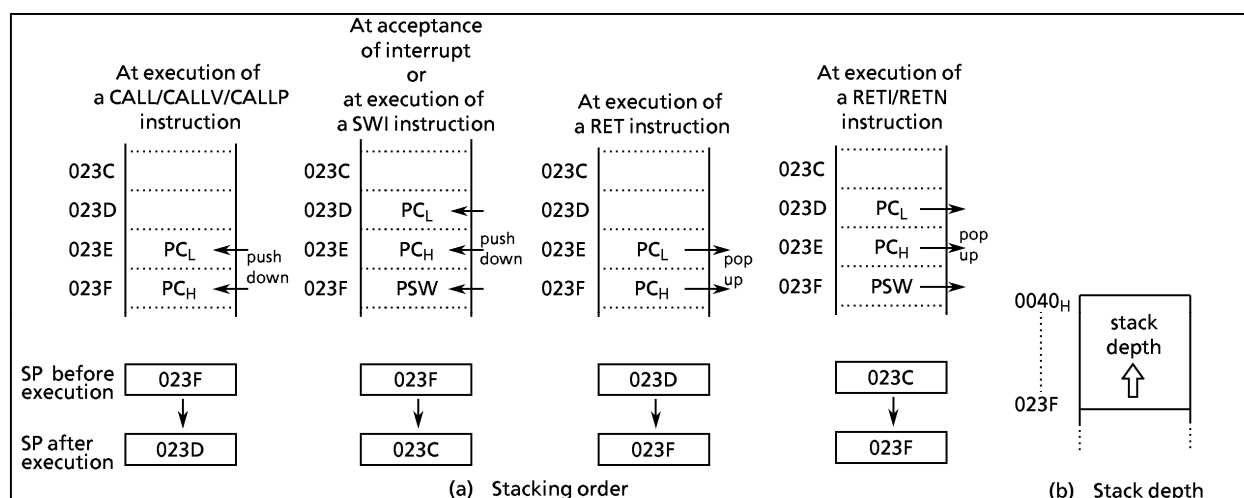 At execution of
a CALL/CALLV/CALLP
instruction
023C
023D
023E PCL
023F PCH
push
down
At acceptance
of interrupt
or
at execution of
a SWI instruction
023C
023D PCL
023E PCH
023F PSW
push
down
At execution of
a RET instruction
023C
023D
023E PCL
023F PCH
pop
up
At execution of
a RETI/RETN
instruction
023C
023D PCL
023E PCH
023F PSW
pop
up
SP before
execution
023F
023F
023D
023C
SP after
execution
023D
023C
023F
023F
(a) Stacking order
0040H
stack
depth
023F
(b) Stack depth